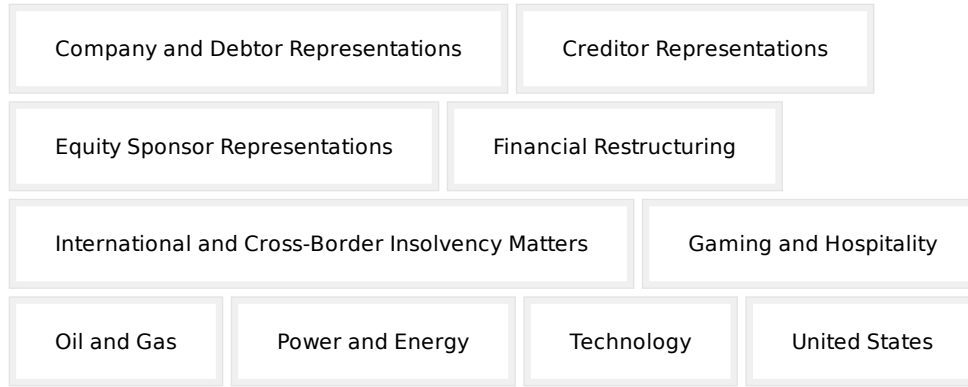 Company and Debtor Representations
Creditor Representations
Equity Sponsor Representations
Financial Restructuring
International and Cross-Border Insolvency Matters
Gaming and Hospitality
Oil and Gas
Power and Energy
Technology
United States